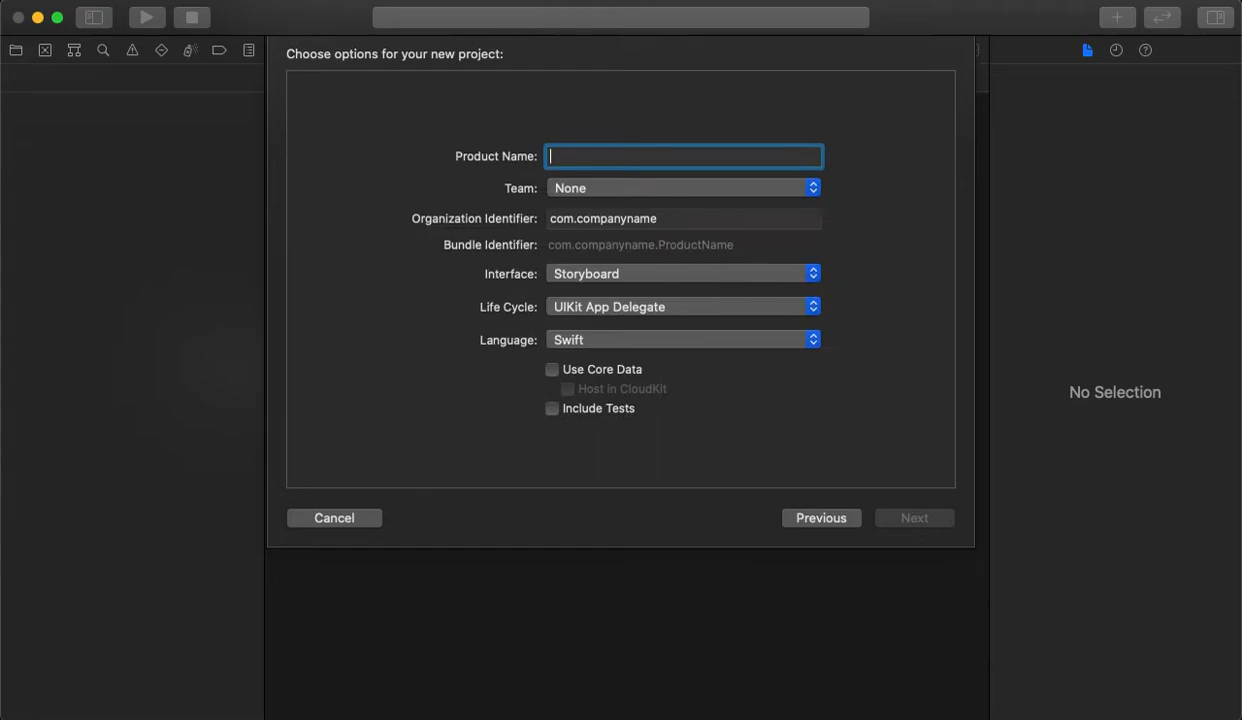 Choose options for your new project:
Product Name:
Team: None
Organization Identifier: com.companyname
Bundle Identifier: com.companyname.ProductName
Interface: Storyboard
Life Cycle: UIKit App Delegate
Language: Swift
Use Core Data
Host in CloudKit
Include Tests
No Selection
Cancel Previous Next